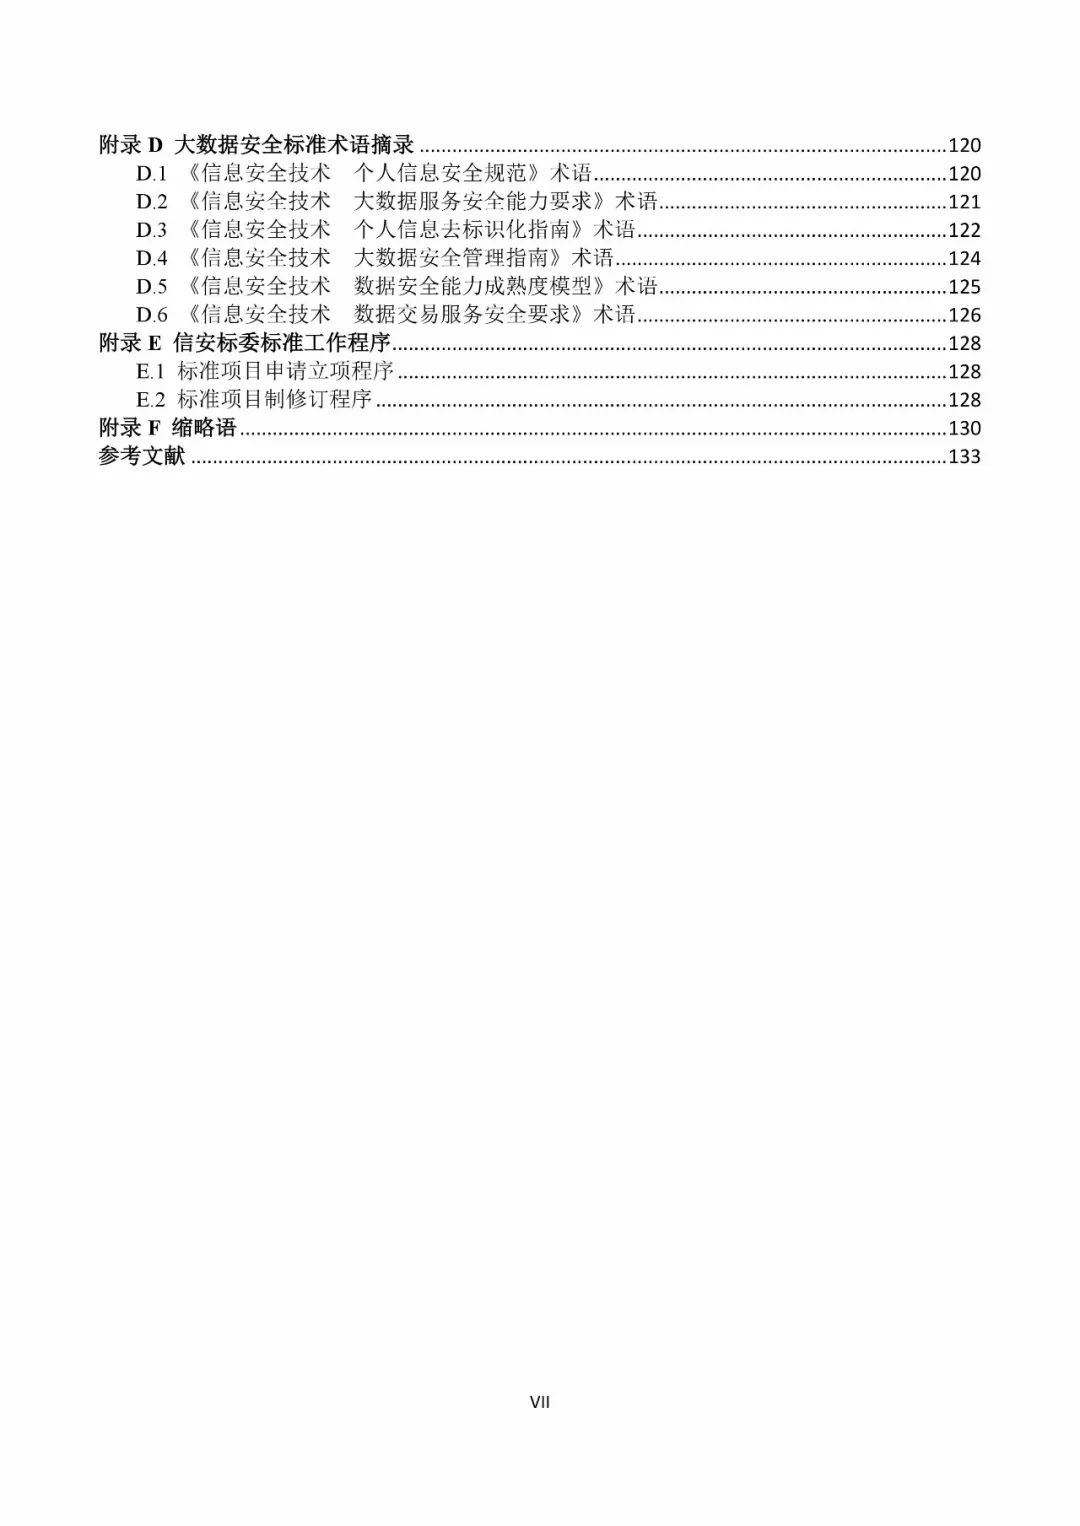 附录 D 大数据安全标准术语摘录........120
D.1 《信息安全技术 个人信息安全规范》术语........120
D.2 《信息安全技术 大数据服务安全能力要求》术语........121
D.3 《信息安全技术 个人信息去标识化指南》术语........122
D.4 《信息安全技术 大数据安全管理指南》术语........124
D.5 《信息安全技术 数据安全能力成熟度模型》术语........125
D.6 《信息安全技术 数据交易服务安全要求》术语........126
附录 E 信安标委标准工作程序........128
E.1 标准项目申请立项程序........128
E.2 标准项目制修订程序........128
附录 F 缩略语........130
参考文献........133
VII